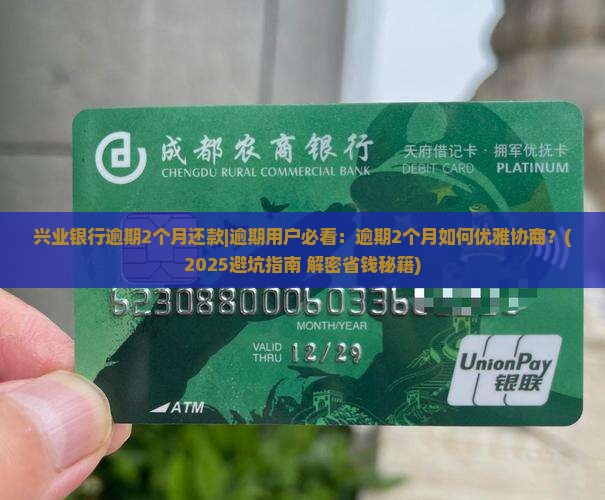 成都农商银行
CHENGDU RURAL COMMERCIAL BANK
天府借记卡·拥军优抚卡
DEBIT CARD PLATINUM
兴业银行逾期2个月还款|逾期用户必看：逾期2个月如何优雅协商？(
2025避坑指南 解密省钱秘籍)
MONTH/YEAR
VALID
THRU 12/29
UnionPay
银联
ATM